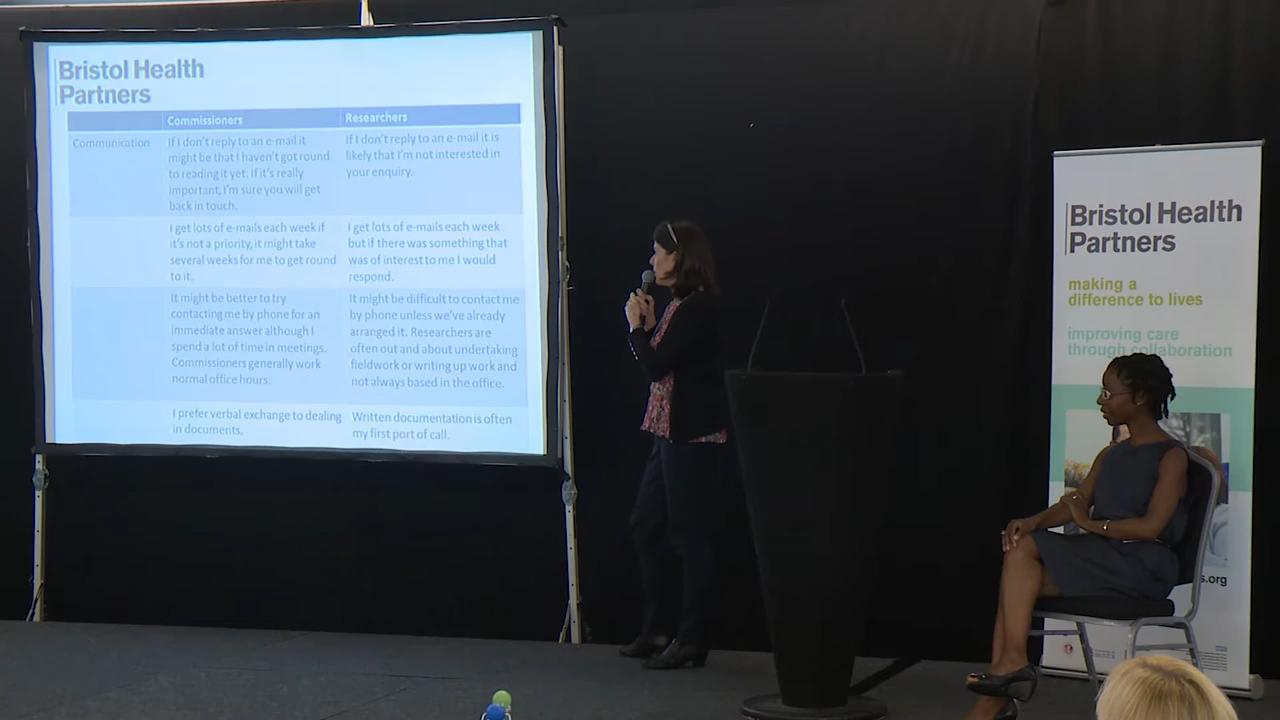 Bristol Health
Partners
Commissioners
Researchers
Communication
If I don't reply to an e-mail it
might be that I haven't got round
to reading it yet. If it's really
important, I'm sure you will get
back in touch.
If I don't reply to an e-mail it is
likely that I'm not interested in
your enquiry.
I get lots of e-mails each week if
it's not a priority, it might take
several weeks for me to get round
to it.
I get lots of e-mails each week
but if there was something that
was of interest to me I would
respond.
It might be better to try
contacting me by phone for an
immediate answer although I
spend a lot of time in meetings.
Commissioners generally work
normal office hours.
It might be difficult to contact me
by phone unless we've already
arranged it. Researchers are
often out and about undertaking
fieldwork or writing up work and
not always based in the office.
I prefer verbal exchange to dealing
in documents.
Written documentation is often
my first port of call.
Bristol Health
Partners
making a
difference to lives
improving care
through collaboration
s.org